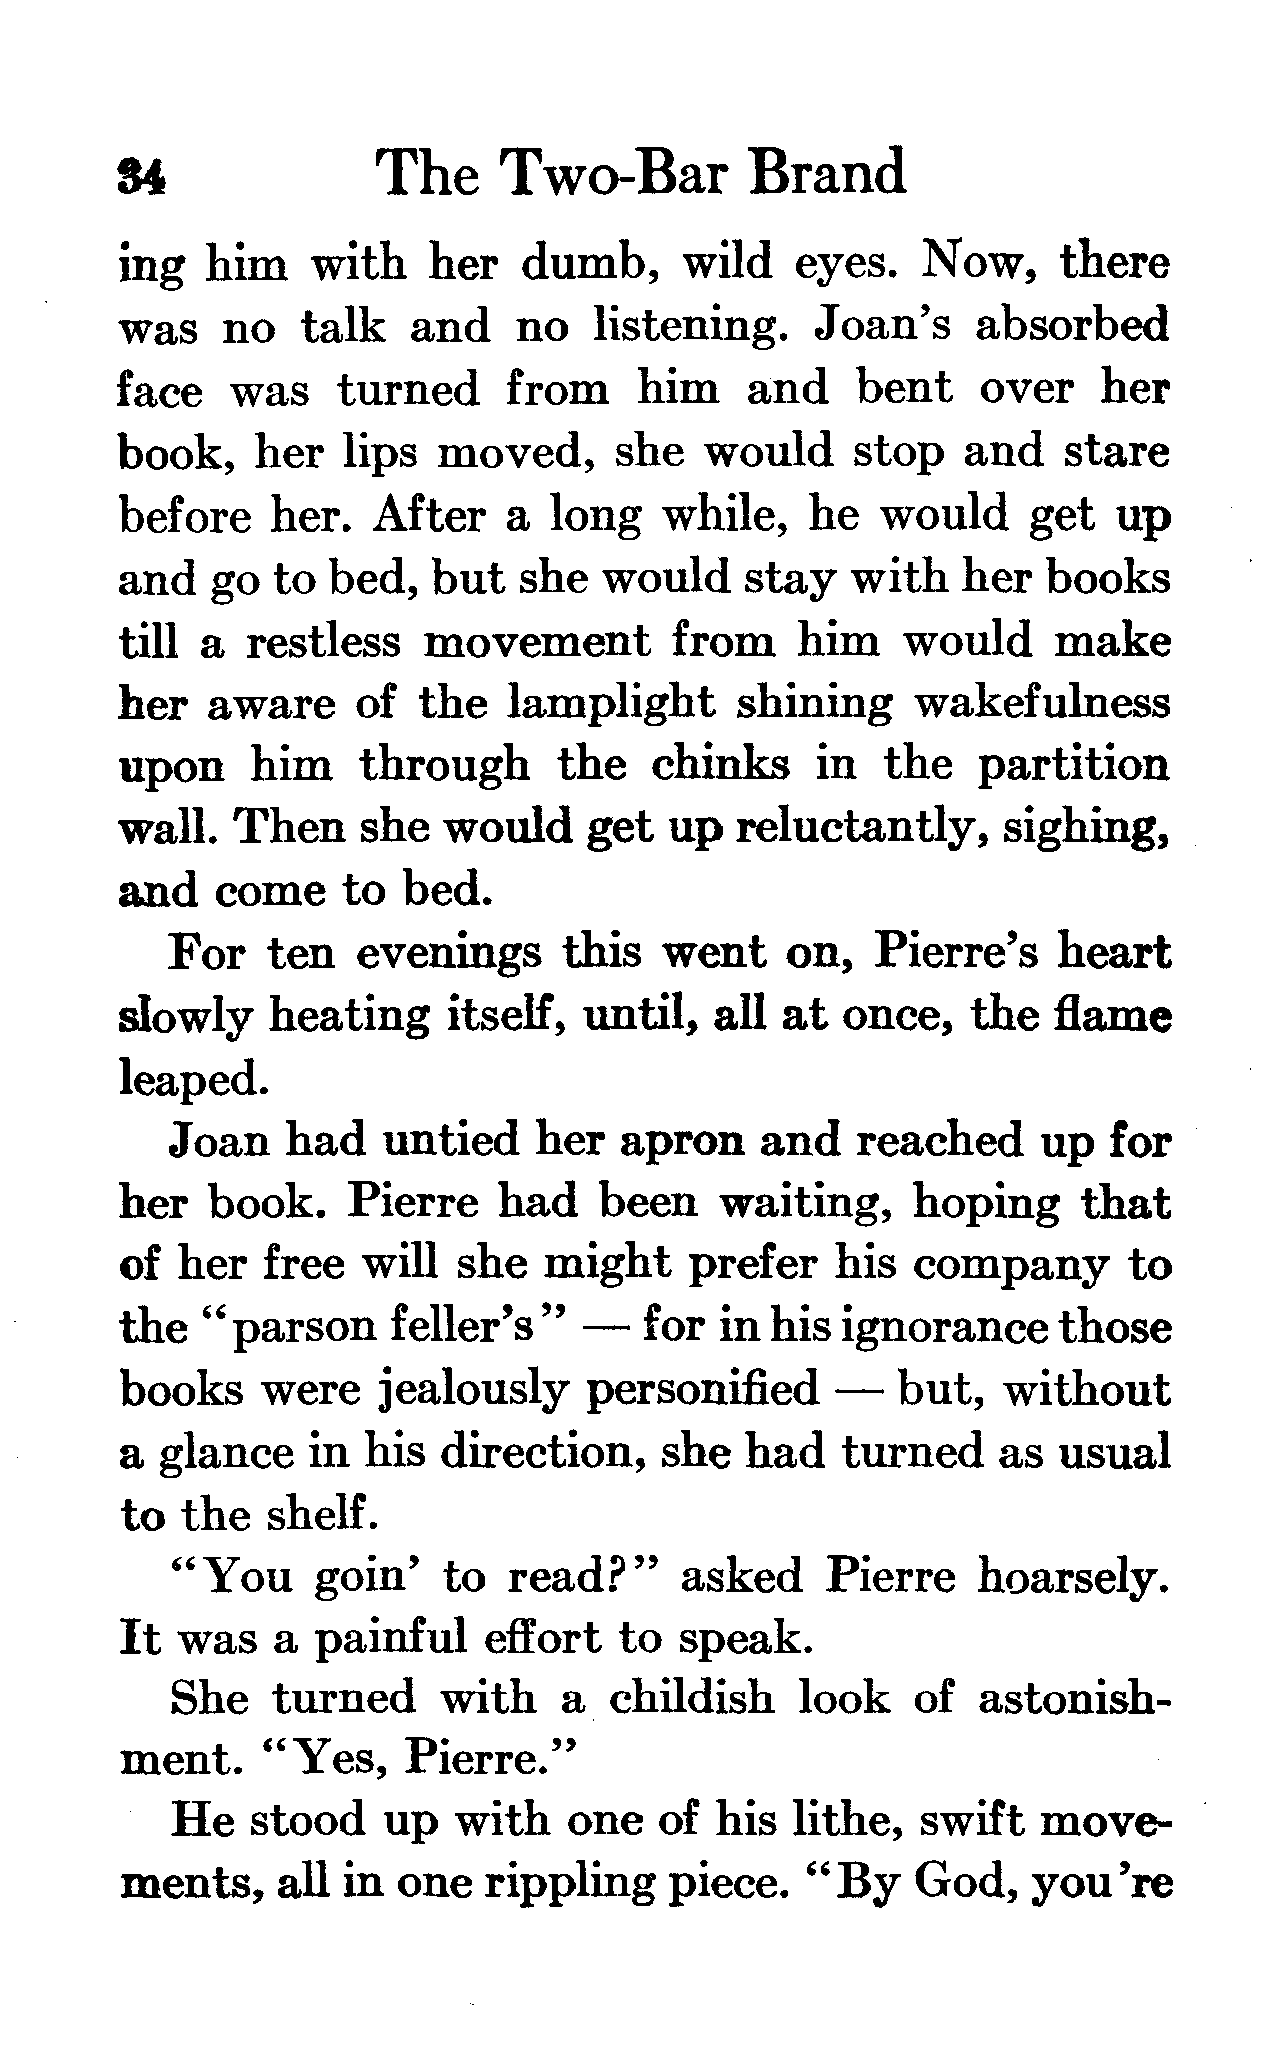 34 The Two-Bar Brand
ing him with her dumb, wild eyes. Now, there
was no talk and no listening. Joan's absorbed
face was turned from him and bent over her
book, her lips moved, she would stop and stare
before her. After a long while, he would get up
and go to bed, but she would stay with her books
till a restless movement from him would make
her aware of the lamplight shining wakefulness
upon him through the chinks in the partition
wall. Then she would get up reluctantly, sighing,
and come to bed.
For ten evenings this went on, Pierre's heart
slowly heating itself, until, all at once, the flame
leaped.
Joan had untied her apron and reached up for
her book. Pierre had been waiting, hoping that
of her free will she might prefer his company to
the "parson feller's" — for in his ignorance those
books were jealously personified — but, without
a glance in his direction, she had turned as usual
to the shelf.
"You goin' to read?" asked Pierre hoarsely.
It was a painful effort to speak.
She turned with a childish look of astonish-
ment. "Yes, Pierre."
He stood up with one of his lithe, swift move-
ments, all in one rippling piece. "By God, you're